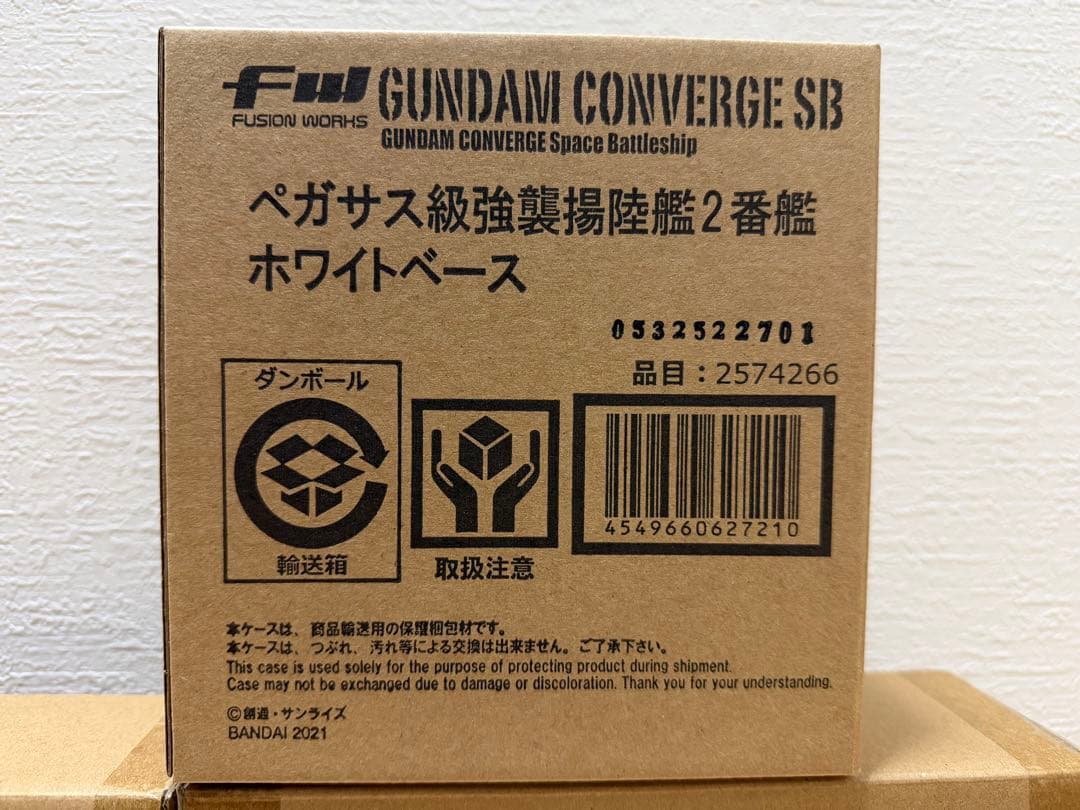 FW GUNDAM CONVERGE SB
FUSION WORKS
GUNDAM CONVERGE Space Battleship
ペガサス級強襲揚陸艦2番艦
ホワイトベース
0532522701
品目：2574266
ダンボール
輸送箱
取扱注意
4549660627210
本ケースは、商品輸送用の保護梱包材です。
本ケースは、つぶれ、汚れ等による交換は出来ません。ご了承下さい。
This case is used solely for the purpose of protecting product during shipment.
Case may not be exchanged due to damage or discoloration. Thank you for your understanding.
©創通・サンライズ
BANDAI 2021